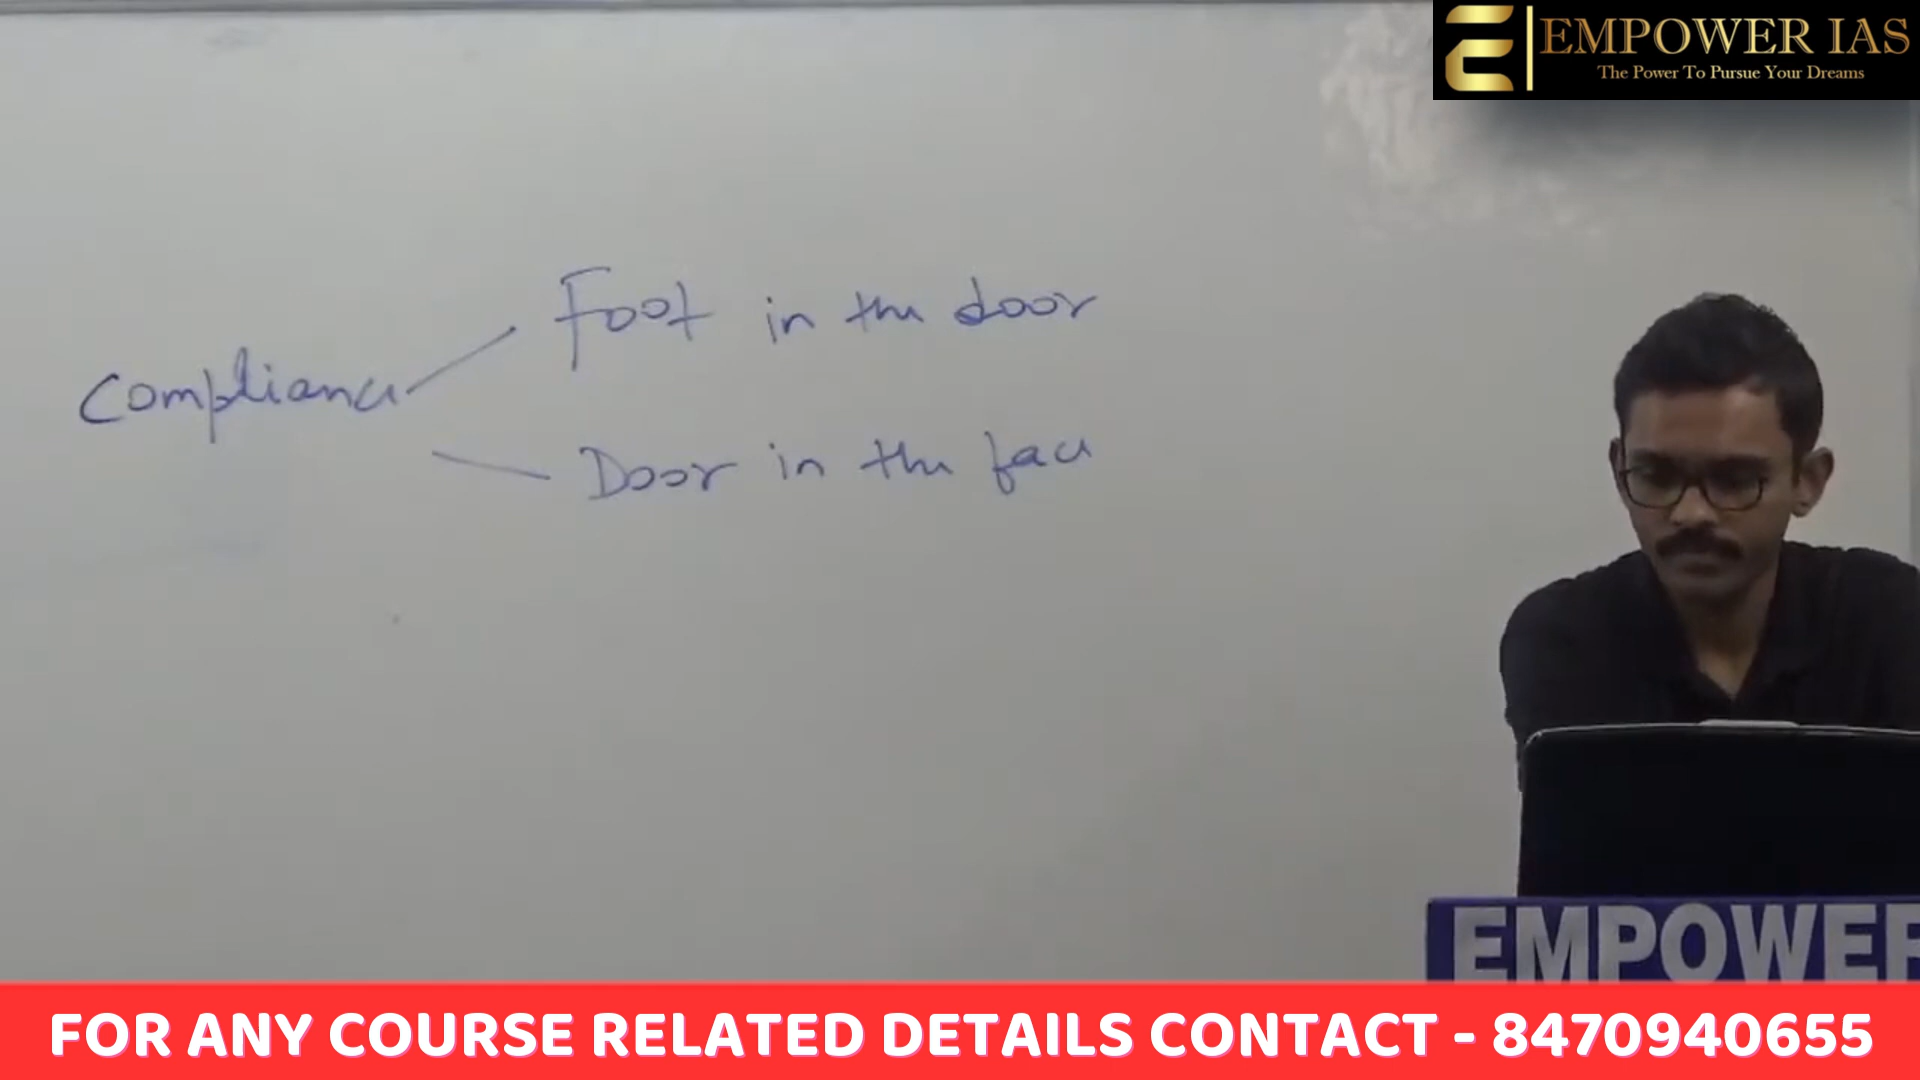 EMPOWER IAS
The Power To Pursue Your Dreams
Foot in the door
Compliance
Door in the face
EMPOWER
FOR ANY COURSE RELATED DETAILS CONTACT - 8470940655